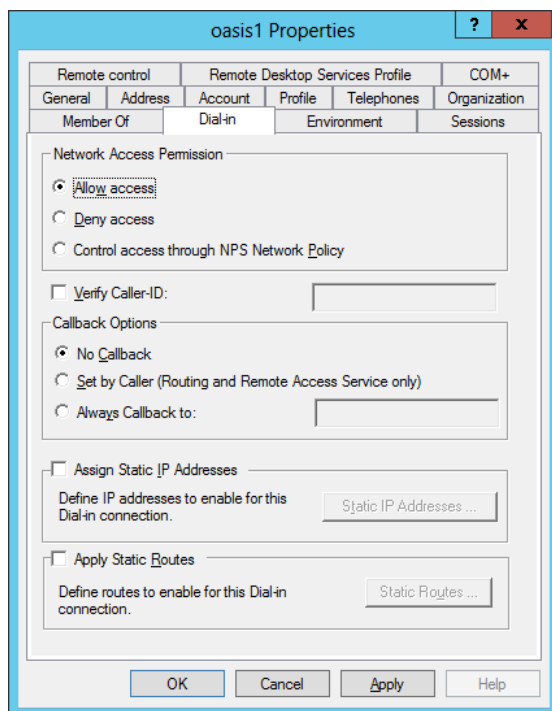 oasis1 Properties
? x
Remote control Remote Desktop Services Profile COM+
General Address Account Profile Telephones Organization
Member Of Dial-in Environment Sessions
Network Access Permission
Allow access
Deny access
Control access through NPS Network Policy
Verify Caller-ID:
Callback Options
No Callback
Set by Caller (Routing and Remote Access Service only)
Always Callback to:
Assign Static IP Addresses
Define IP addresses to enable for this
Dial-in connection.
Static IP Addresses ...
Apply Static Routes
Define routes to enable for this Dial-in
connection.
Static Routes ...
OK Cancel Apply Help